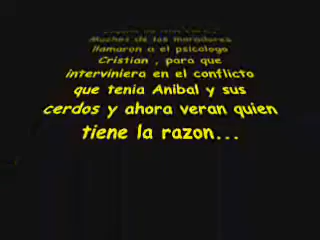 Muchos de los moradores
llamaron a el psicologo
Cristian , para que
interviniera en el conflicto
que tenia Anibal y sus
cerdos y ahora veran quien
tiene la razon...